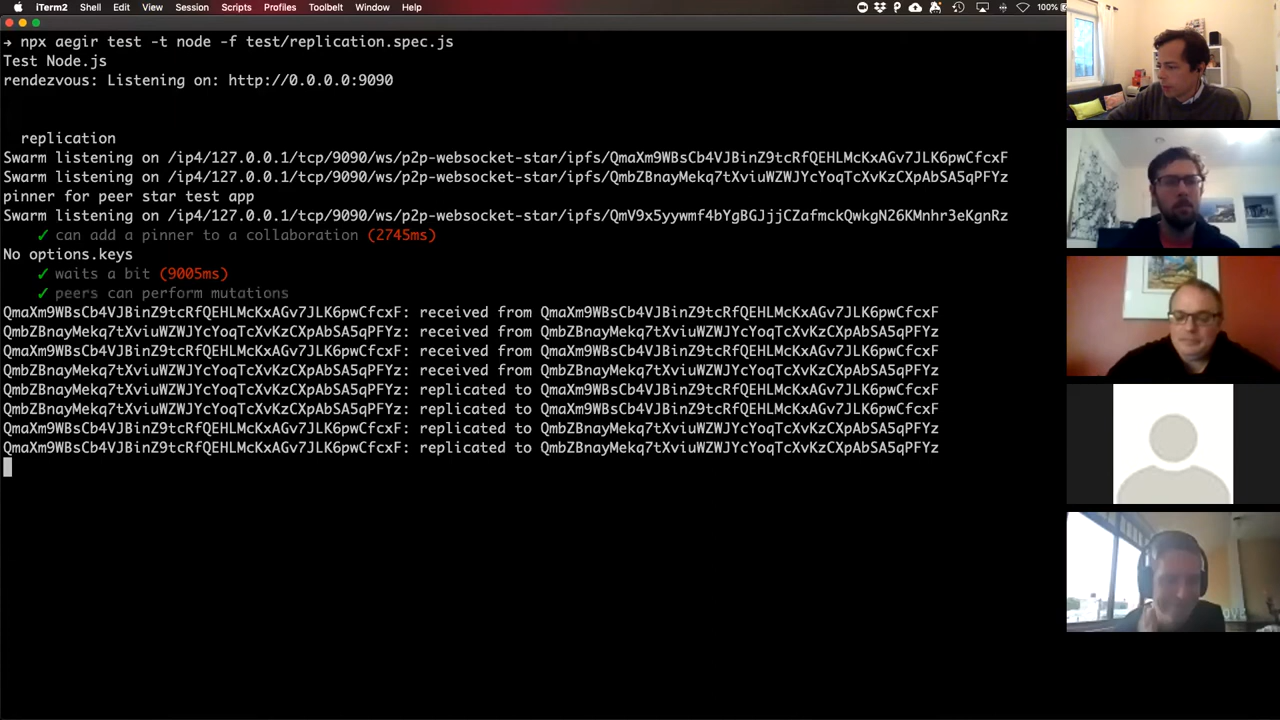 iTerm2 Shell Edit View Session Scripts Profiles Toolbelt Window Help 100%
→ npx aegir test -t node -f test/replication.spec.js
Test Node.js
rendezvous: Listening on: http://0.0.0.0:9090
replication
Swarm listening on /ip4/127.0.0.1/tcp/9090/ws/p2p-websocket-star/ipfs/QmaXm9WBsCb4VJBinZ9tcRfQEHLMcKxAGv7JLK6pwCfcxF
Swarm listening on /ip4/127.0.0.1/tcp/9090/ws/p2p-websocket-star/ipfs/QmbZBnayMekq7tXviuWZWJYcYoqTcXvKzCXpAbSA5qPFYz
pinner for peer star test app
Swarm listening on /ip4/127.0.0.1/tcp/9090/ws/p2p-websocket-star/ipfs/QmV9x5yywmf4bYgBGJjjCZafmckQwkgN26KMnhr3eKgnRz
✓ can add a pinner to a collaboration (2745ms)
No options.keys
✓ waits a bit (9005ms)
✓ peers can perform mutations
QmaXm9WBsCb4VJBinZ9tcRfQEHLMcKxAGv7JLK6pwCfcxF: received from QmaXm9WBsCb4VJBinZ9tcRfQEHLMcKxAGv7JLK6pwCfcxF
QmbZBnayMekq7tXviuWZWJYcYoqTcXvKzCXpAbSA5qPFYz: received from QmaXm9WBsCb4VJBinZ9tcRfQEHLMcKxAGv7JLK6pwCfcxF
QmaXm9WBsCb4VJBinZ9tcRfQEHLMcKxAGv7JLK6pwCfcxF: received from QmbZBnayMekq7tXviuWZWJYcYoqTcXvKzCXpAbSA5qPFYz
QmbZBnayMekq7tXviuWZWJYcYoqTcXvKzCXpAbSA5qPFYz: received from QmbZBnayMekq7tXviuWZWJYcYoqTcXvKzCXpAbSA5qPFYz
QmbZBnayMekq7tXviuWZWJYcYoqTcXvKzCXpAbSA5qPFYz: replicated to QmaXm9WBsCb4VJBinZ9tcRfQEHLMcKxAGv7JLK6pwCfcxF
QmbZBnayMekq7tXviuWZWJYcYoqTcXvKzCXpAbSA5qPFYz: replicated to QmaXm9WBsCb4VJBinZ9tcRfQEHLMcKxAGv7JLK6pwCfcxF
QmaXm9WBsCb4VJBinZ9tcRfQEHLMcKxAGv7JLK6pwCfcxF: replicated to QmbZBnayMekq7tXviuWZWJYcYoqTcXvKzCXpAbSA5qPFYz
QmaXm9WBsCb4VJBinZ9tcRfQEHLMcKxAGv7JLK6pwCfcxF: replicated to QmbZBnayMekq7tXviuWZWJYcYoqTcXvKzCXpAbSA5qPFYz